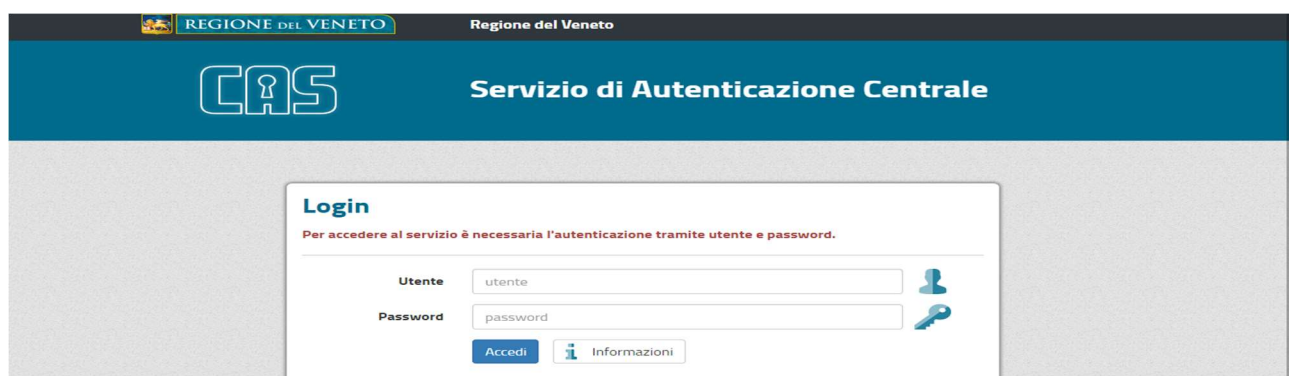 REGIONE DEL VENETO Regione del Veneto
CAS Servizio di Autenticazione Centrale
Login
Per accedere al servizio è necessaria l'autenticazione tramite utente e password.
Utente utente
Password password
Accedi Informazioni